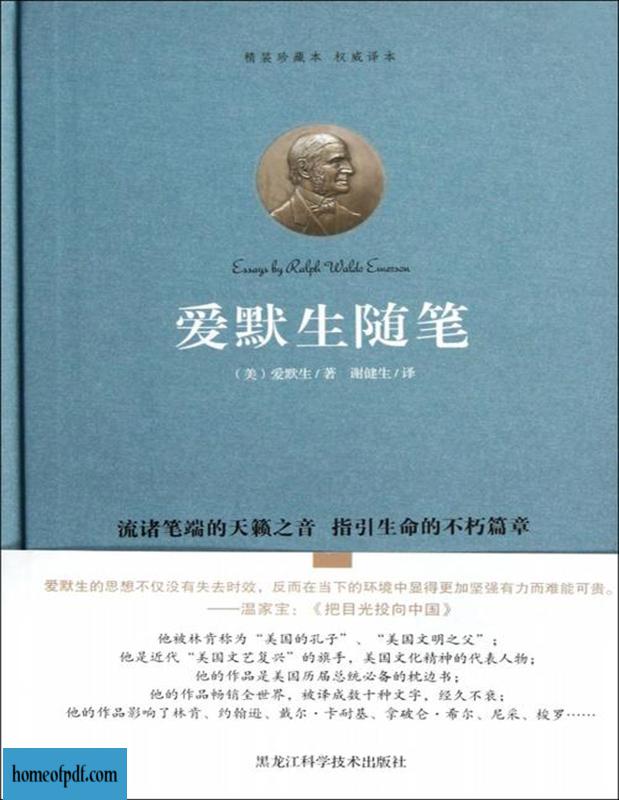 精装珍藏本 权威译本
Essays by Ralph Waldo Emerson
爱默生随笔
（美）爱默生/著 谢健生/译
流诸笔端的天籁之音 指引生命的不朽篇章
爱默生的思想不仅没有失去时效，反而在当下的环境中显得更加坚强有力而难能可贵。
——温家宝：《把目光投向中国》
他被林肯称为“美国的孔子”、“美国文明之父”；
他是近代“美国文艺复兴”的旗手，美国文化精神的代表人物；
他的作品是美国历届总统必备的枕边书；
他的作品畅销全世界，被译成数十种文字，经久不衰；
他的作品影响了林肯、约翰逊、戴尔·卡耐基、拿破仑·希尔、尼采、梭罗……
黑龙江科学技术出版社
homeofpdf.com